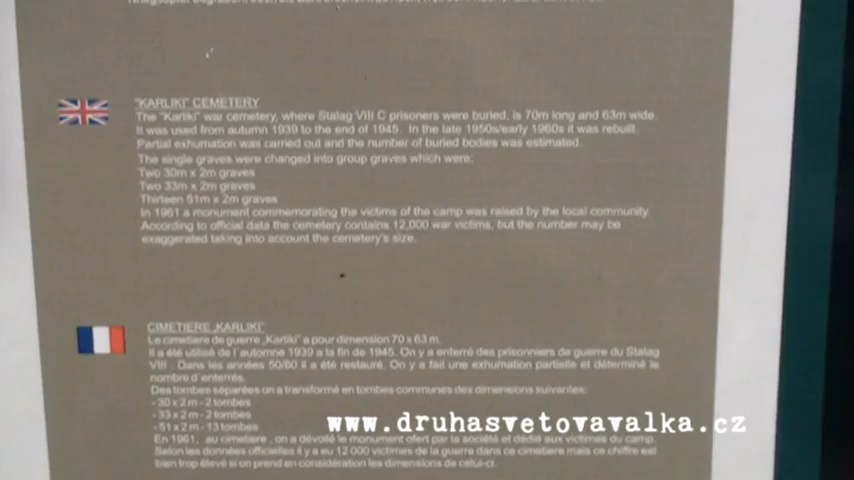 "KARLIKI" CEMETERY
The "Karliki" war cemetery, where Stalag VIII C prisoners were buried, is 70m long and 63m wide.
It was used from autumn 1939 to the end of 1945. In the late 1950s/early 1960s it was rebuilt.
Partial exhumation was carried out and the number of buried bodies was estimated.
The single graves were changed into group graves which were:
Two 30m x 2m graves
Two 33m x 2m graves
Thirteen 51m x 2m graves
In 1961 a monument commemorating the victims of the camp was raised by the local community.
According to official data the cemetery contains 12,000 war victims, but the number may be
exaggerated taking into account the cemetery's size.
CIMETIERE „KARLIKI"
Le cimetiere de guerre „Karliki" a pour dimension 70 x 63 m.
Il a été utilisé de l'automne 1939 a la fin de 1945. On y a enterré des prisonniers de guerre du Stalag
VIII . Dans les années 50/60 il a été restauré. On y a fait une exhumation partielle et déterminé le
nombre d'enterrés.
Des tombes séparées on a transformé en tombes communes des dimensions suivantes:
- 30 x 2 m - 2 tombes
- 33 x 2 m - 2 tombes
- 51 x 2 m - 13 tombes
www.druhasvetovavalka.cz
En 1961, au cimetiere , on a dévoilé le monument ofert par la société et dédié aux victimes du camp.
Selon les données officielles il y a eu 12 000 victimes de la guerre dans ce cimetiere mais ce chiffre est
bien trop élevé si on prend en considération les dimensions de celui-ci.